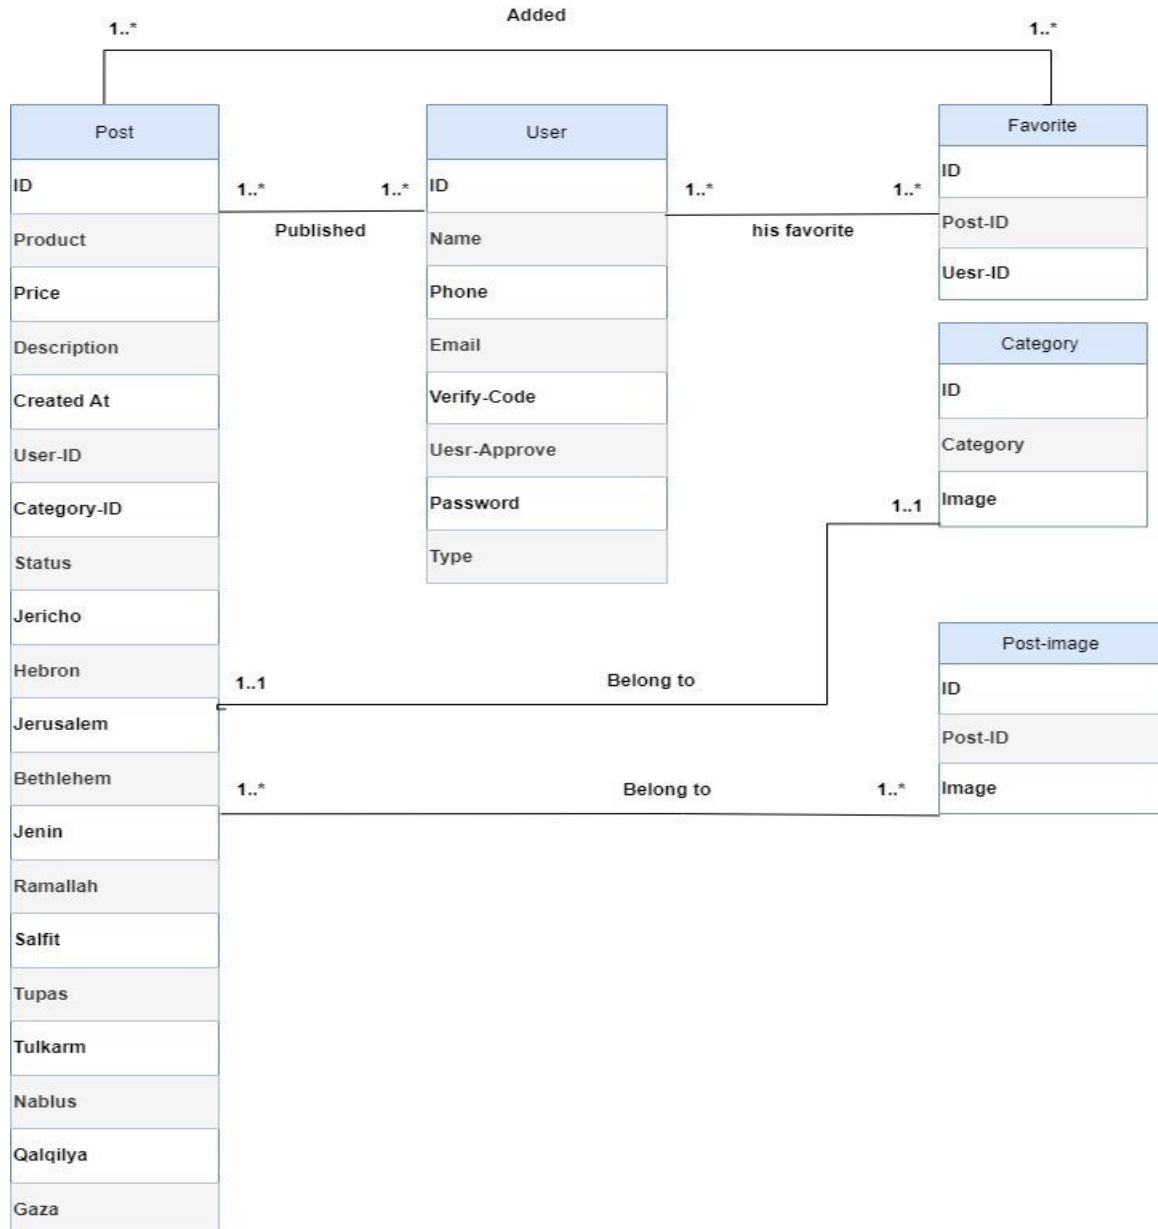 Added
1..*
1..*
Post
ID
Product
Price
Description
Created At
User-ID
Category-ID
Status
Jericho
Hebron
Jerusalem
Bethlehem
Jenin
Ramallah
Salfit
Tupas
Tulkarm
Nablus
Qalqilya
Gaza
1..*
1..*
Published
User
ID
Name
Phone
Email
Verify-Code
Uesr-Approve
Password
Type
1..*
1..*
his favorite
Favorite
ID
Post-ID
Uesr-ID
Category
ID
Category
Image
1..1
1..1
Belong to
Post-image
ID
Post-ID
Image
1..*
Belong to
1..*